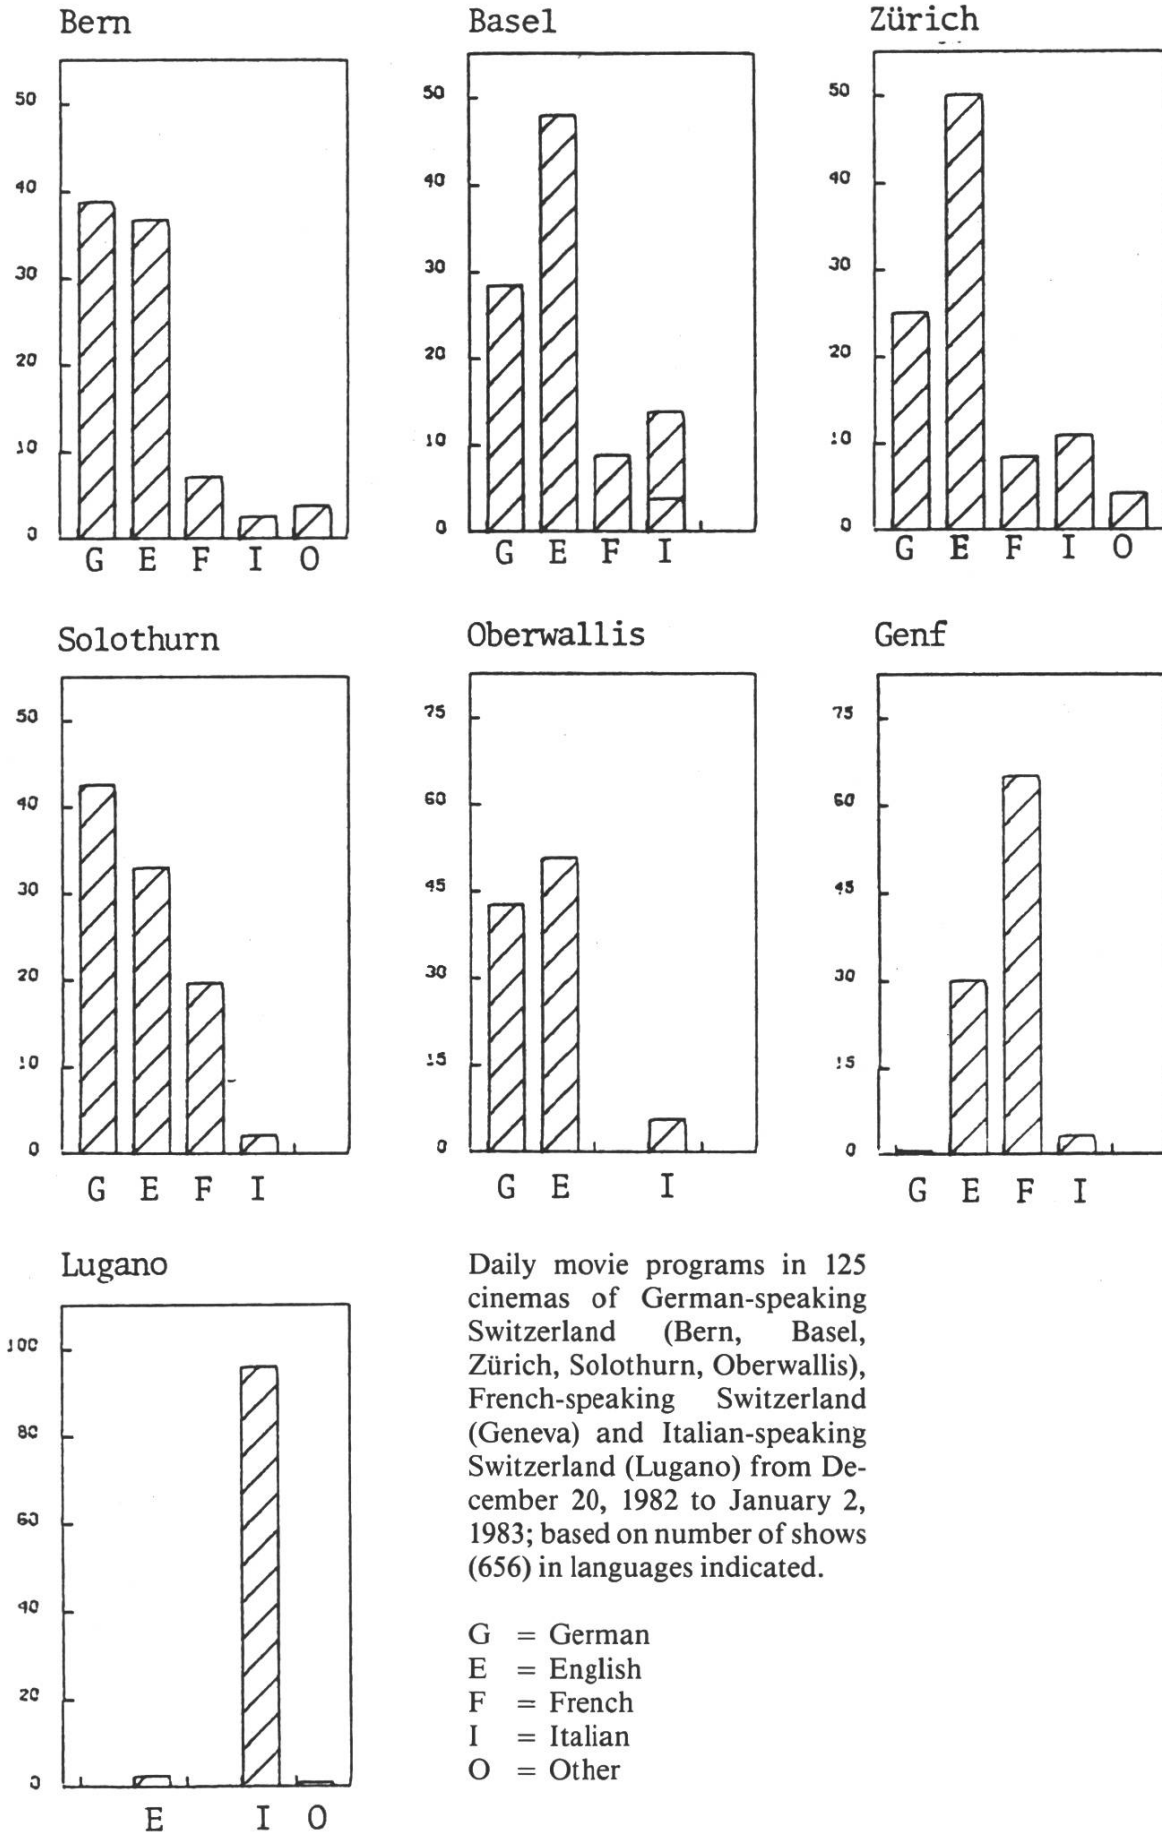 Bern
50
40
30
20
10
0
G E F I O
Basel
50
40
30
20
10
0
G E F I
Zürich
50
40
30
20
10
0
G E F I O
Solothurn
50
40
30
20
10
0
G E F I
Oberwallis
75
60
45
30
15
0
G E I
Genf
75
60
45
30
15
0
G E F I
Lugano
100
80
60
40
20
0
E I O
Daily movie programs in 125
cinemas of German-speaking
Switzerland (Bern, Basel,
Zürich, Solothurn, Oberwallis),
French-speaking Switzerland
(Geneva) and Italian-speaking
Switzerland (Lugano) from De-
cember 20, 1982 to January 2,
1983; based on number of shows
(656) in languages indicated.
G = German
E = English
F = French
I = Italian
O = Other